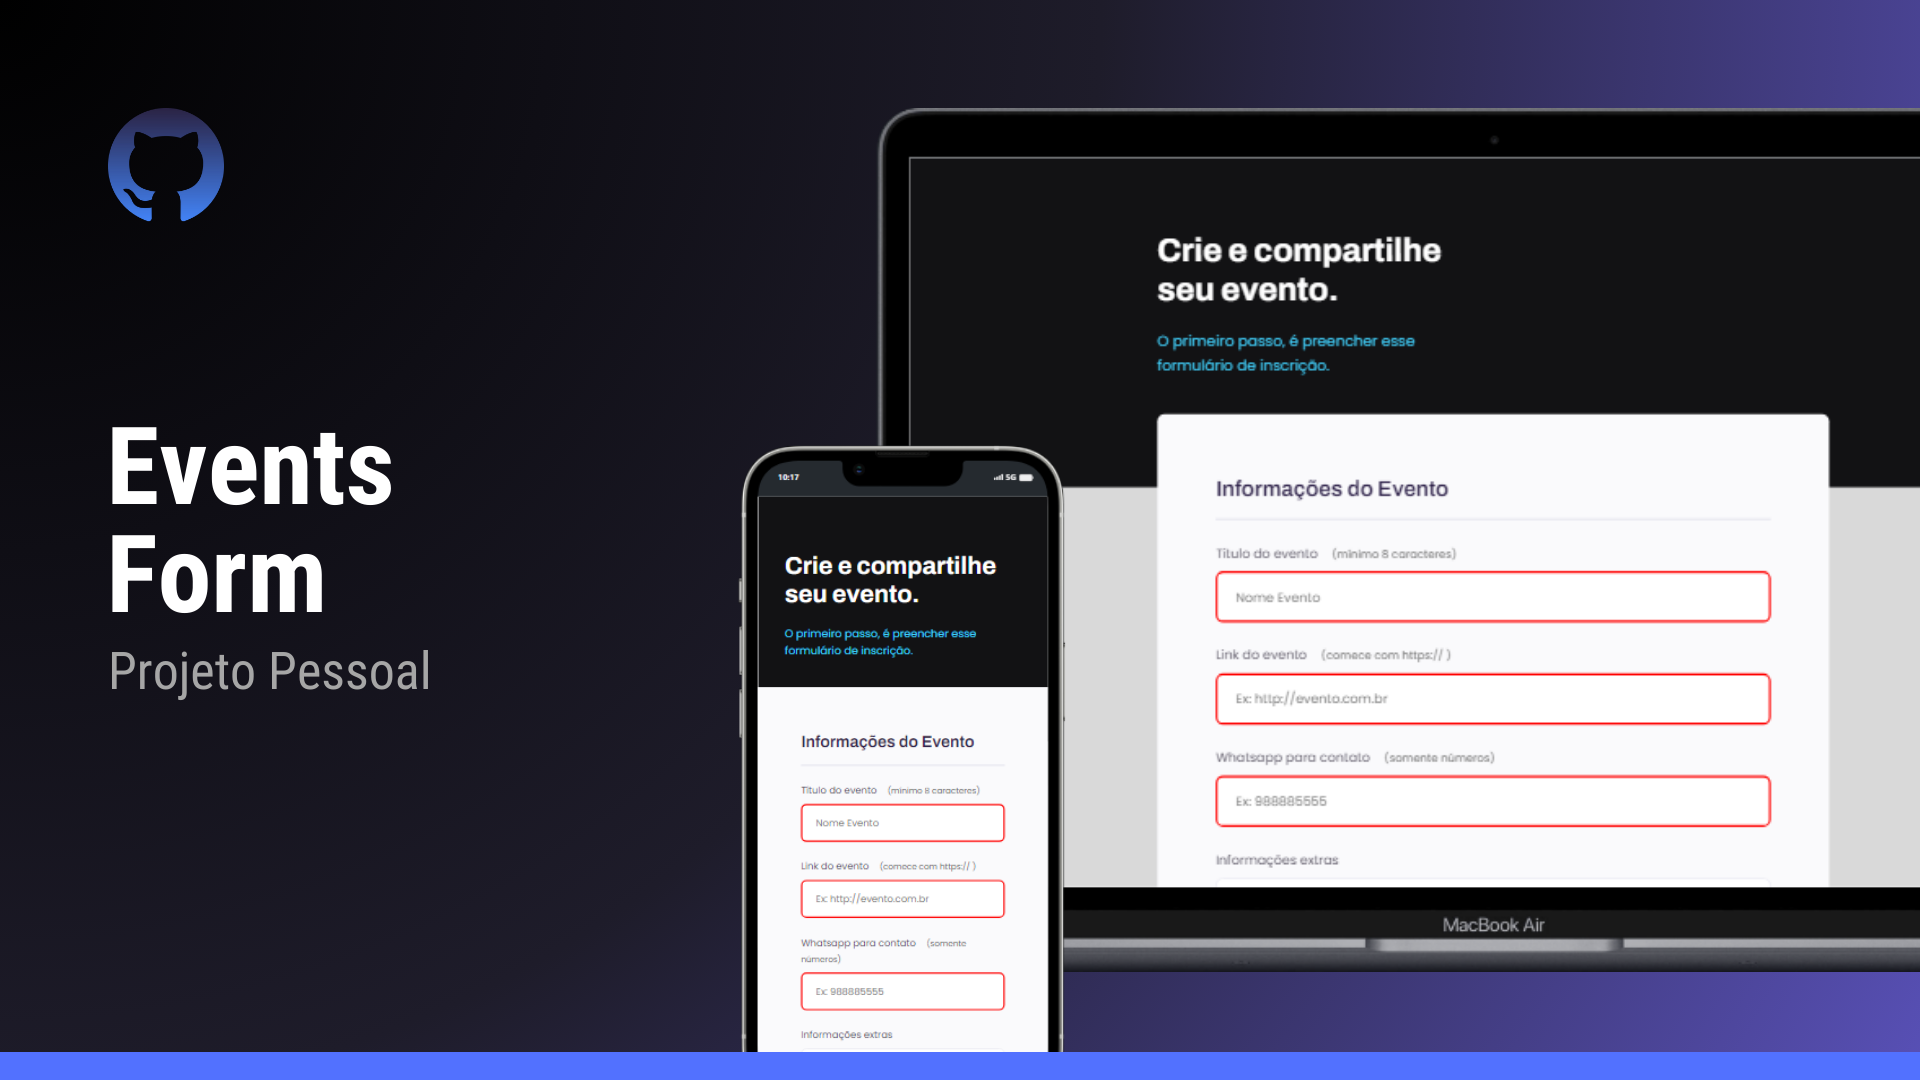 Events
Form
Projeto Pessoal
10:17
5G
Crie e compartilhe
seu evento.
O primeiro passo, é preencher esse
formulário de inscrição.
Informações do Evento
Título do evento (mínimo 8 caracteres)
Nome Evento
Link do evento (comece com https:// )
Ex: http://evento.com.br
Whatsapp para contato (somente
números)
Ex: 988885555
Informações extras
Crie e compartilhe
seu evento.
O primeiro passo, é preencher esse
formulário de inscrição.
Informações do Evento
Título do evento (mínimo 8 caracteres)
Nome Evento
Link do evento (comece com https:// )
Ex: http://evento.com.br
Whatsapp para contato (somente números)
Ex: 988885555
Informações extras
MacBook Air